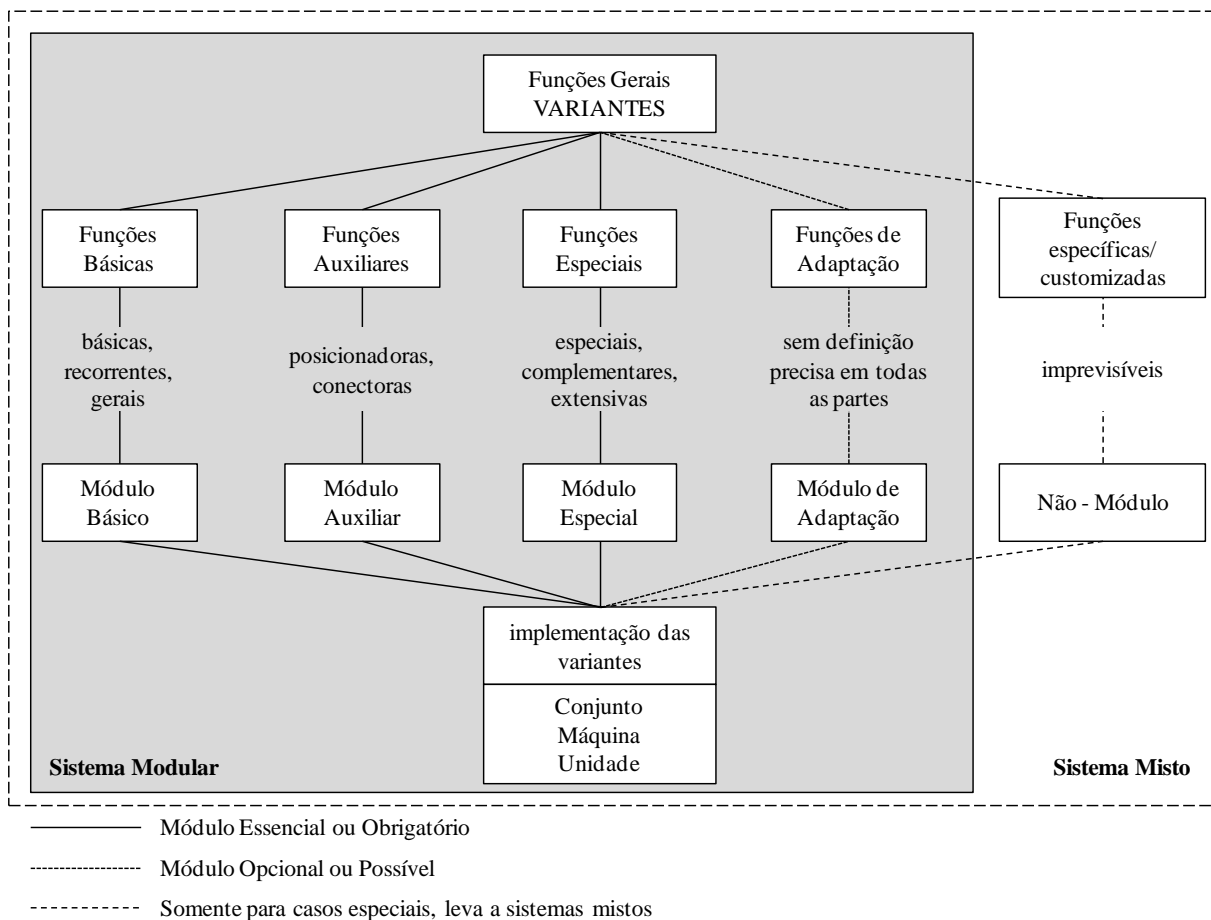 Funções Gerais
VARIANTES
Funções
Básicas
Funções
Auxiliares
Funções
Especiais
Funções de
Adaptação
Funções
específicas/
customizadas
básicas,
recorrentes,
gerais
posicionadoras,
conectoras
especiais,
complementares,
extensivas
sem definição
precisa em todas
as partes
imprevisíveis
Módulo
Básico
Módulo
Auxiliar
Módulo
Especial
Módulo de
Adaptação
Não - Módulo
implementação das
variantes
Conjunto
Máquina
Unidade
Sistema Modular
Sistema Misto
Módulo Essencial ou Obrigatório
Módulo Opcional ou Possível
Somente para casos especiais, leva a sistemas mistos